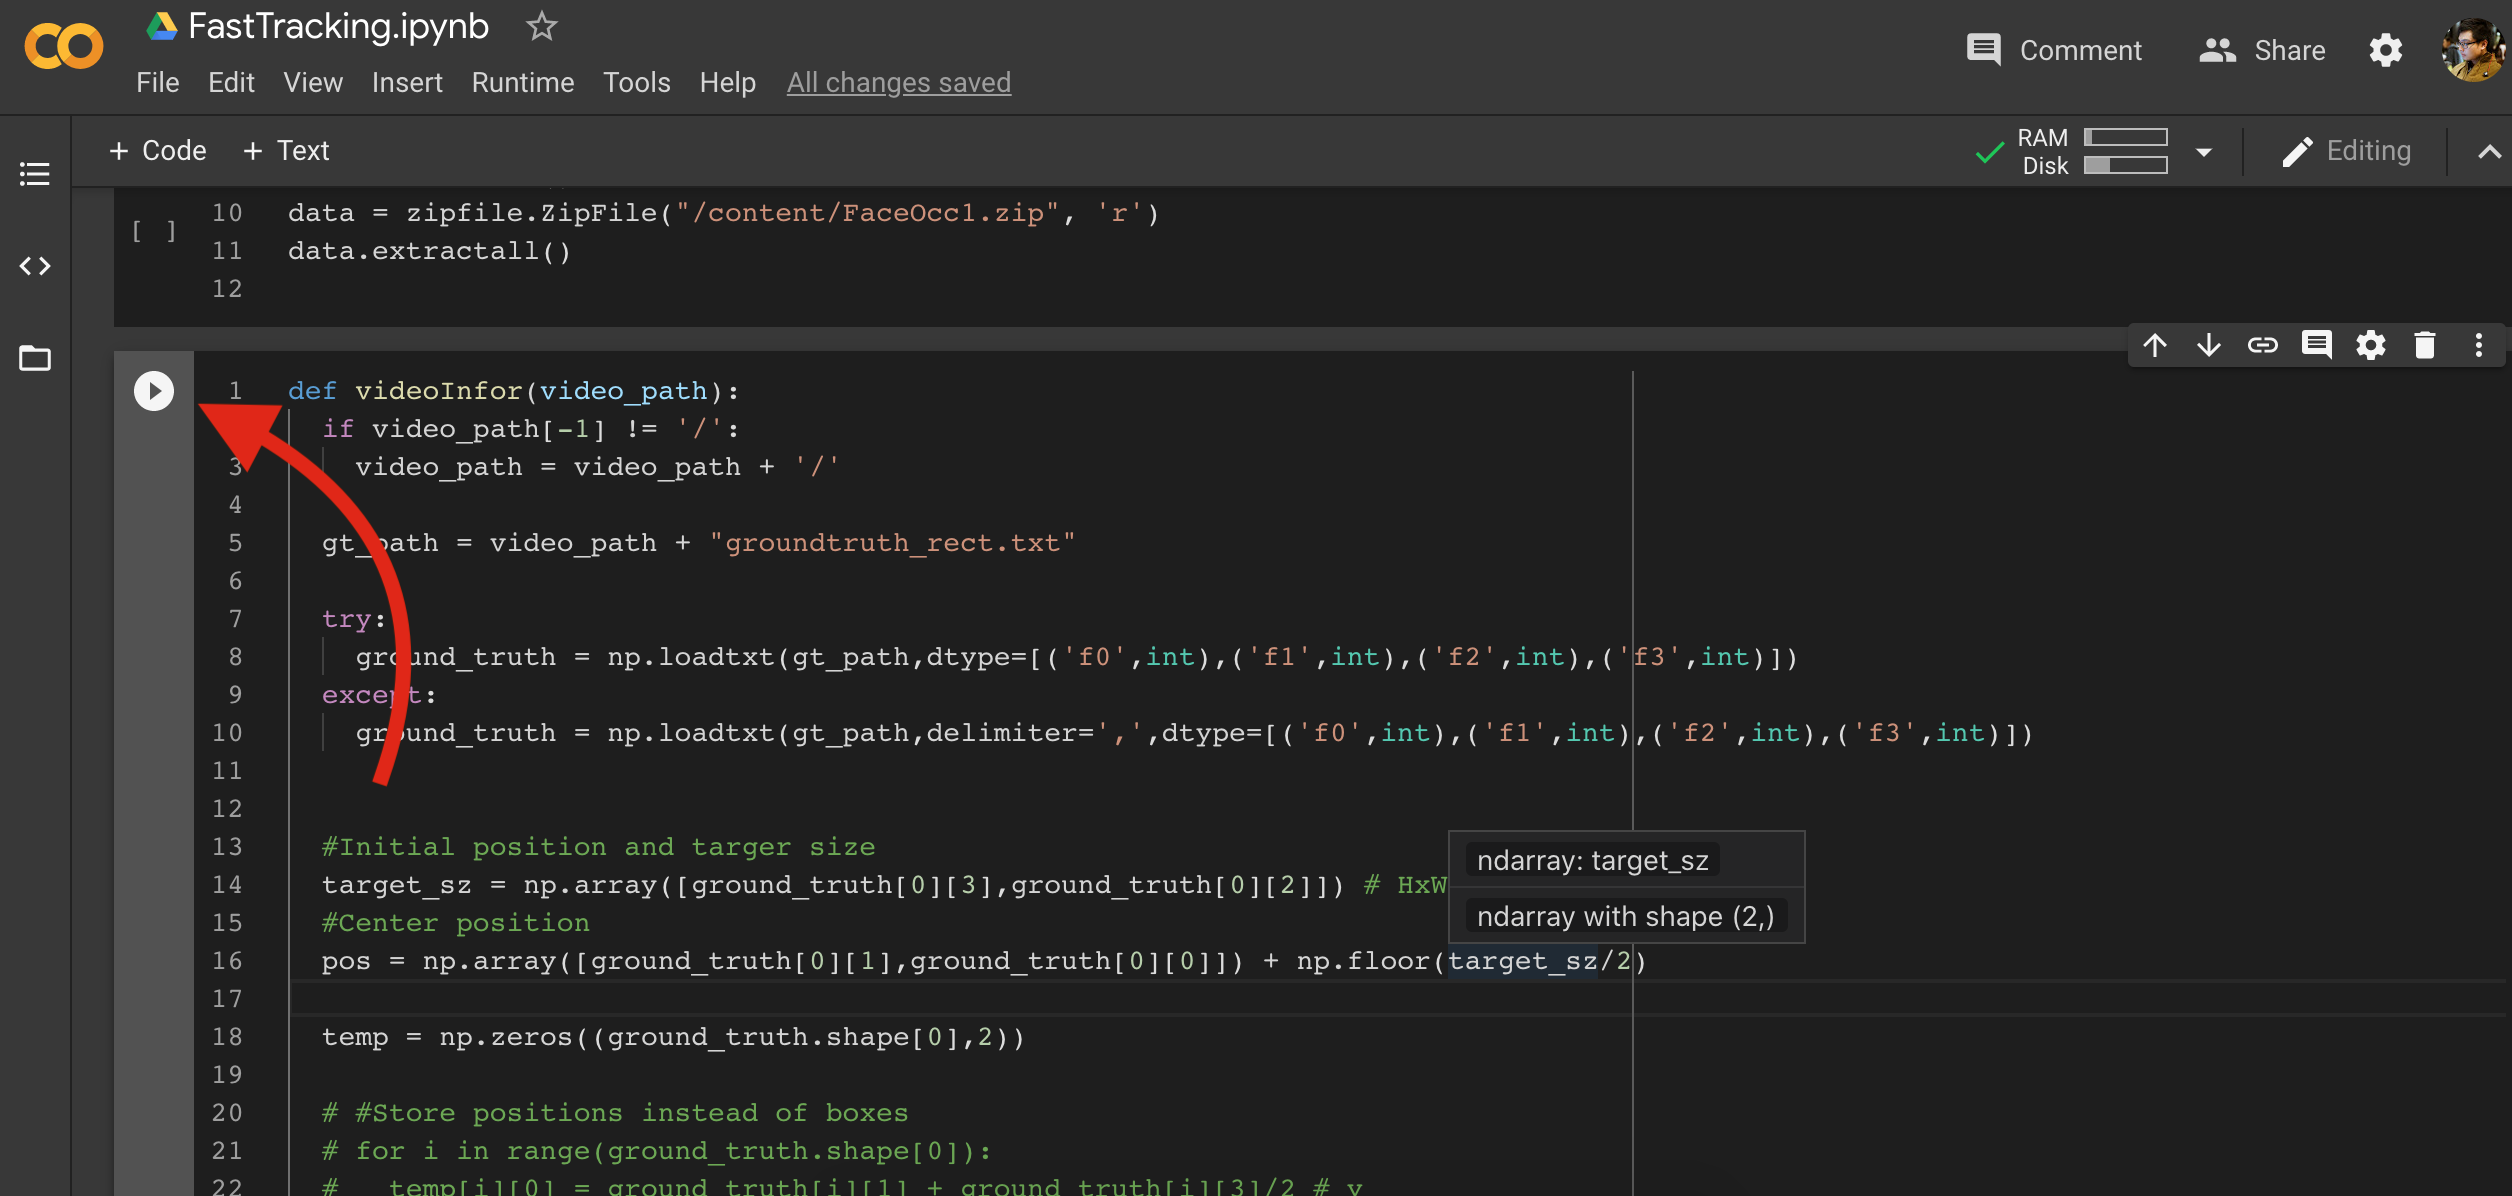 FastTracking.ipynb
File Edit View Insert Runtime Tools Help All changes saved
Comment Share
+ Code + Text
RAM
Disk
Editing
[ ]
10 data = zipfile.ZipFile("/content/FaceOcc1.zip", 'r')
11 data.extractall()
12
1 def videoInfor(video_path):
if video_path[-1] != '/':
3 video_path = video_path + '/'
4
5 gt_path = video_path + "groundtruth_rect.txt"
6
7 try:
8 ground_truth = np.loadtxt(gt_path,dtype=[('f0',int),('f1',int),('f2',int),('f3',int)])
9 except:
10 ground_truth = np.loadtxt(gt_path,delimiter=',',dtype=[('f0',int),('f1',int),('f2',int),('f3',int)])
11
12
13 #Initial position and targer size
14 target_sz = np.array([ground_truth[0][3],ground_truth[0][2]]) # HxW
ndarray: target_sz
ndarray with shape (2,)
15 #Center position
16 pos = np.array([ground_truth[0][1],ground_truth[0][0]]) + np.floor(target_sz/2)
17
18 temp = np.zeros((ground_truth.shape[0],2))
19
20 # #Store positions instead of boxes
21 # for i in range(ground_truth.shape[0]):
22 # temp[i][0] = ground_truth[i][1] + ground_truth[i][3]/2 # y